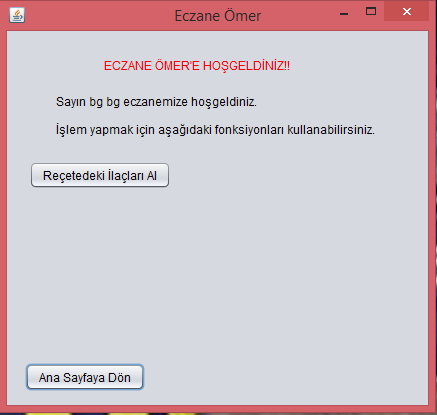 Eczane Ömer
ECZANE ÖMER'E HOŞGELDİNİZ!!
Sayın bg bg eczanemize hoşgeldiniz.
İşlem yapmak için aşağıdaki fonksiyonları kullanabilirsiniz.
Reçetedeki İlaçları Al
Ana Sayfaya Dön